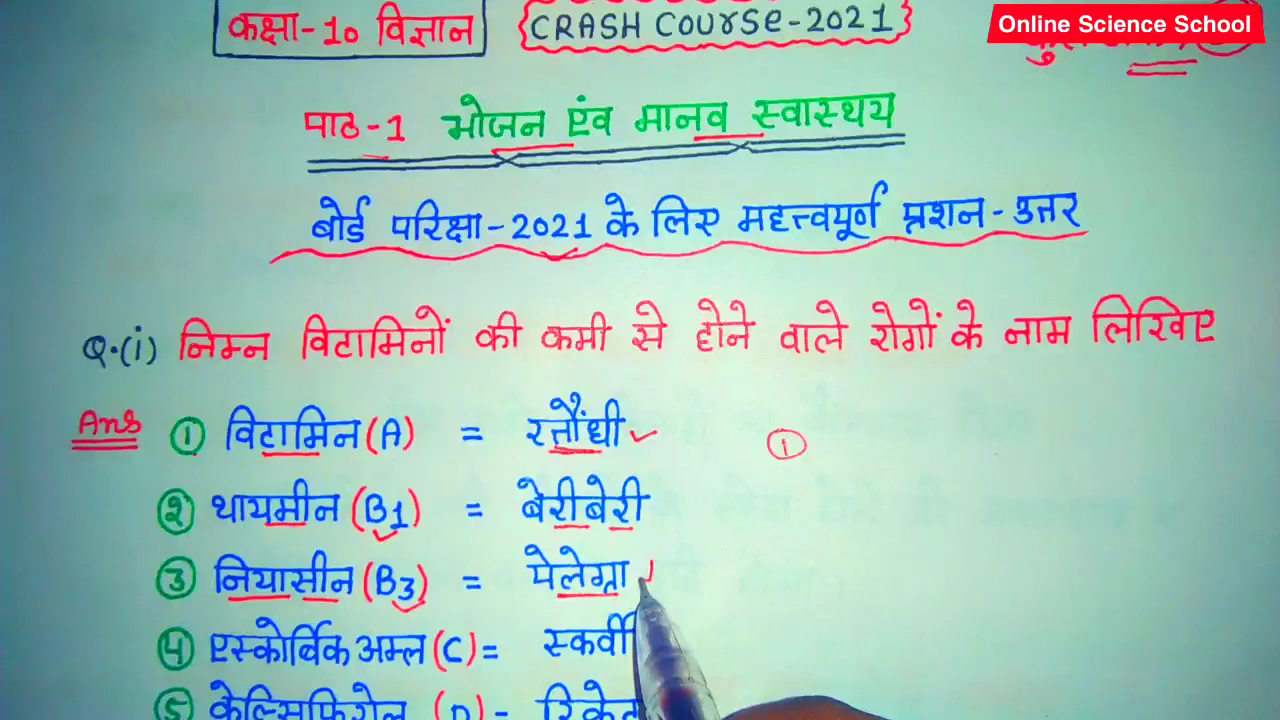 कक्षा-10 विज्ञान
CRASH COURSE-2021
Online Science School
पाठ-1 भोजन एंव मानव स्वास्थय
बोर्ड परिक्षा-2021 के लिए महत्त्वपूर्ण प्रशन-उत्तर
Q.(i) निम्न विटामिनों की कमी से होने वाले रोगों के नाम लिखिए
Ans ① विटामिन (A) = रतौंधी ✓ ①
② थायमीन (B1) = बेरीबेरी
③ नियासीन (B3) = पेलेग्रा
④ एस्कोर्बिक अम्ल (C) = स्कर्वी
⑤ केल्सिफिरोल (D) -